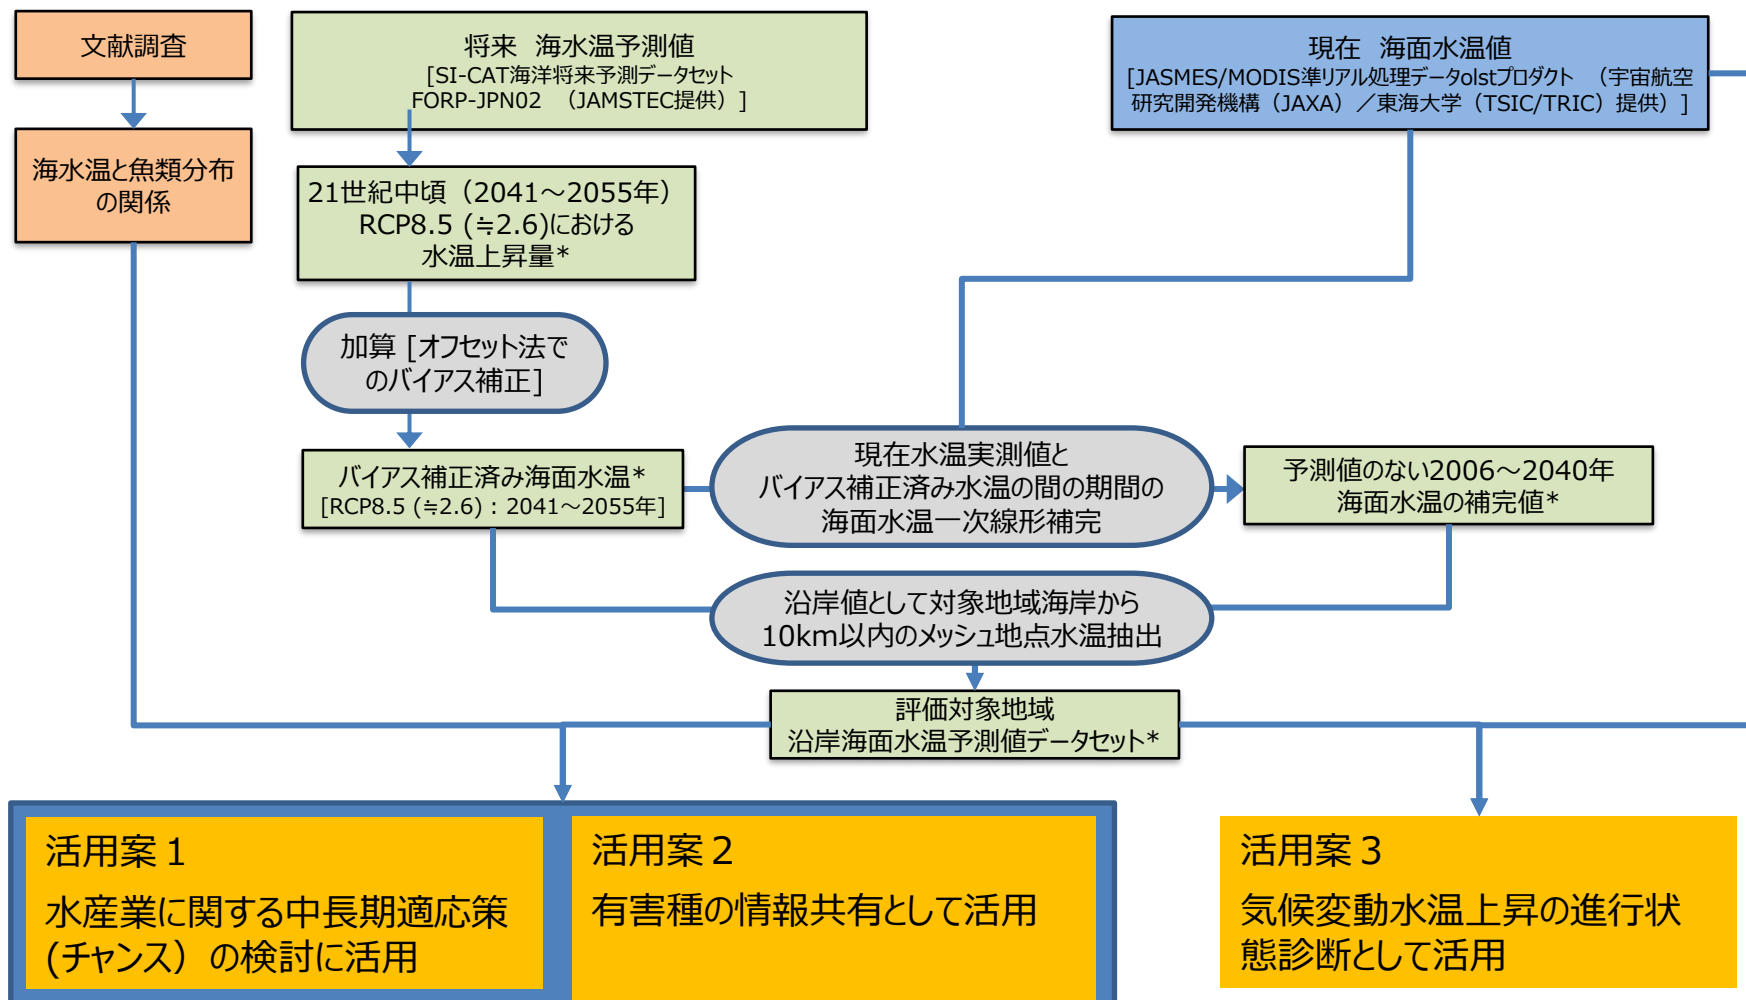 文献調査
海水温と魚類分布
の関係
将来 海水温予測値
[SI-CAT海洋将来予測データセット
FORP-JPN02 （JAMSTEC提供）]
21世紀中頃（2041～2055年）
RCP8.5 (≒2.6)における
水温上昇量*
加算 [オフセット法で
のバイアス補正]
バイアス補正済み海面水温*
[RCP8.5 (≒2.6)：2041～2055年]
現在 海面水温値
[JASMES/MODIS準リアル処理データolstプロダクト （宇宙航空
研究開発機構（JAXA）／東海大学（TSIC/TRIC）提供）]
現在水温実測値と
バイアス補正済み水温の間の期間の
海面水温一次線形補完
予測値のない2006～2040年
海面水温の補完値*
沿岸値として対象地域海岸から
10km以内のメッシュ地点水温抽出
評価対象地域
沿岸海面水温予測値データセット*
活用案１
水産業に関する中長期適応策
(チャンス）の検討に活用
活用案２
有害種の情報共有として活用
活用案３
気候変動水温上昇の進行状
態診断として活用